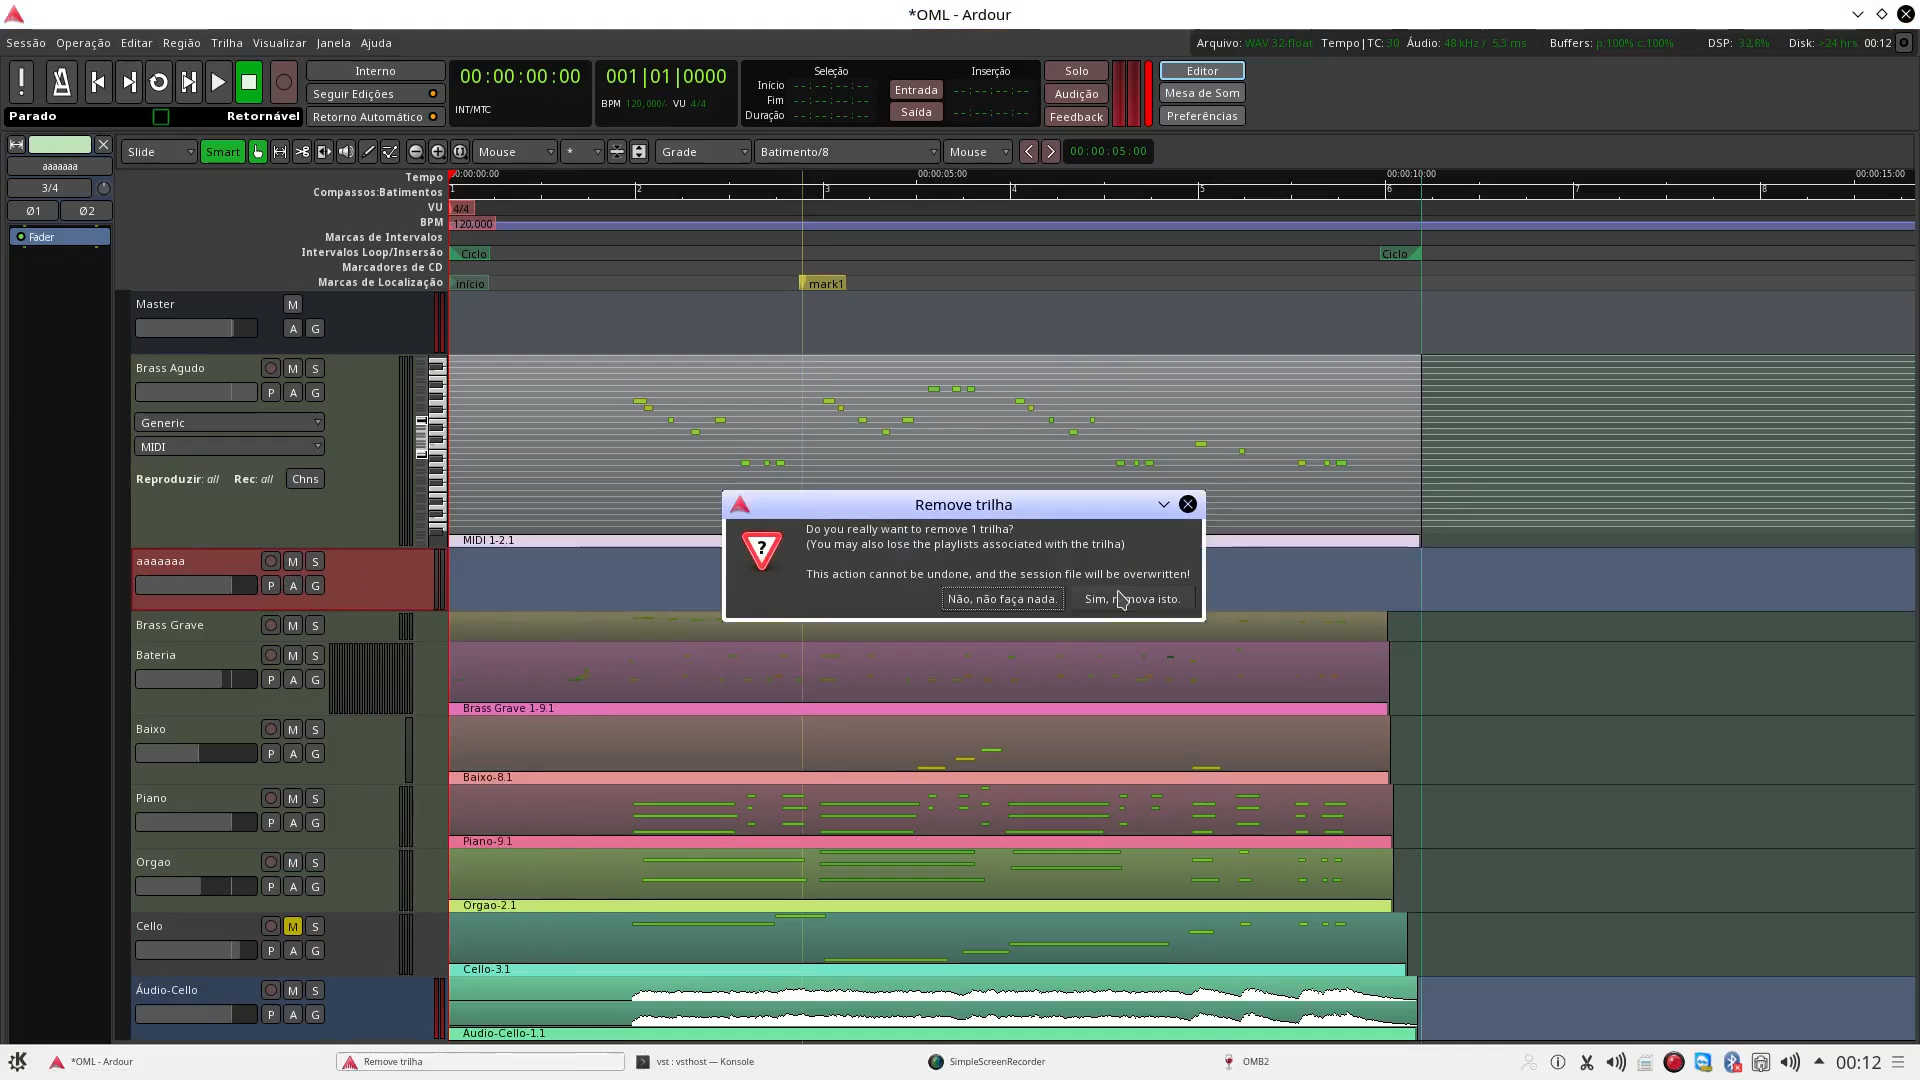 *OML - Ardour
Sessão Operação Editar Região Trilha Visualizar Janela Ajuda
Arquivo: WAV 32-float Tempo|TC: 30 Áudio: 48 kHz / 5,3 ms Buffers: p:100% c:100% DSP: 32,8% Disk: >24 hrs 00:12
Interno
Seguir Edições
Retorno Automático
Parado
Retornável
00:00:00:00
INT/MTC
001|01|0000
BPM 120,000/♩ VU 4/4
Seleção
Início --:--:--:--
Fim --:--:--:--
Duração --:--:--:--
Entrada
Saída
Inserção
--:--:--:--
--:--:--:--
Solo
Audição
Feedback
Editor
Mesa de Som
Preferências
aaaaaaa
3/4
Ø1 Ø2
Fader
Slide Smart Mouse * Grade Batimento/8 Mouse 00:00:05:00
Tempo 00:00:00:00 00:00:05:00 00:00:10:00 00:00:15:00
Compassos:Batimentos 1 2 3 4 5 6 7 8
VU 4/4
BPM 120,000
Marcas de Intervalos
Intervalos Loop/Inserção Ciclo Ciclo
Marcadores de CD
Marcas de Localização início mark1
Master M
A G
Brass Agudo M S
P A G
Generic
MIDI
Reproduzir: all Rec: all Chns
MIDI 1-2.1
Remove trilha
?
Do you really want to remove 1 trilha?
(You may also lose the playlists associated with the trilha)
This action cannot be undone, and the session file will be overwritten!
Não, não faça nada.
Sim, remova isto.
aaaaaaa M S
P A G
Brass Grave M S
Bateria M S
P A G
Brass Grave 1-9.1
Baixo M S
P A G
Baixo-8.1
Piano M S
P A G
Piano-9.1
Orgao M S
P A G
Orgao-2.1
Cello M S
P A G
Cello-3.1
Áudio-Cello M S
P A G
Audio-Cello-1.1
*OML - Ardour Remove trilha vst : vsthost — Konsole SimpleScreenRecorder OMB2 00:12